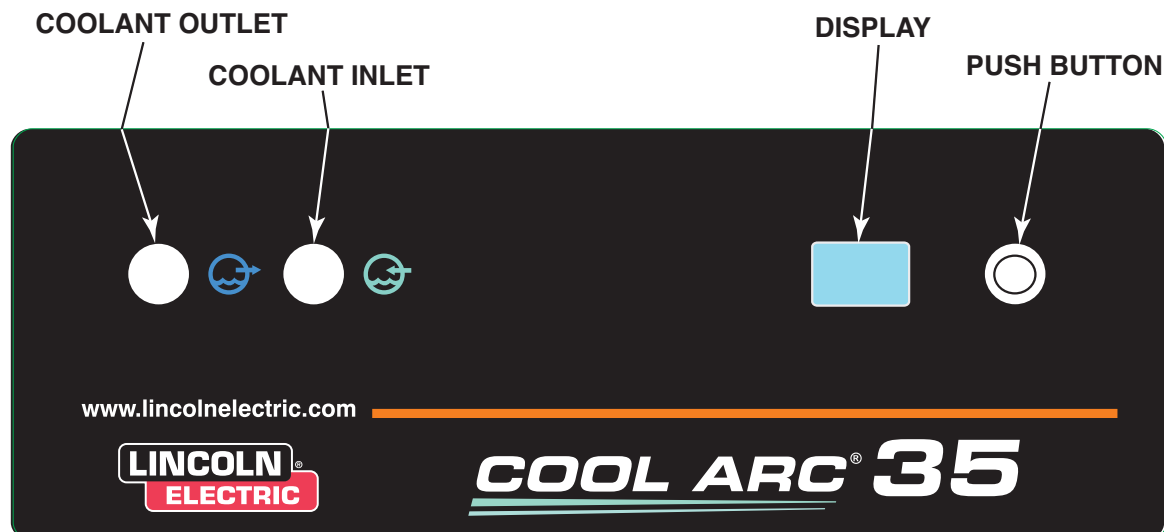 COOLANT OUTLET
COOLANT INLET
DISPLAY
PUSH BUTTON
www.lincolnelectric.com
LINCOLN®
ELECTRIC
COOL ARC® 35